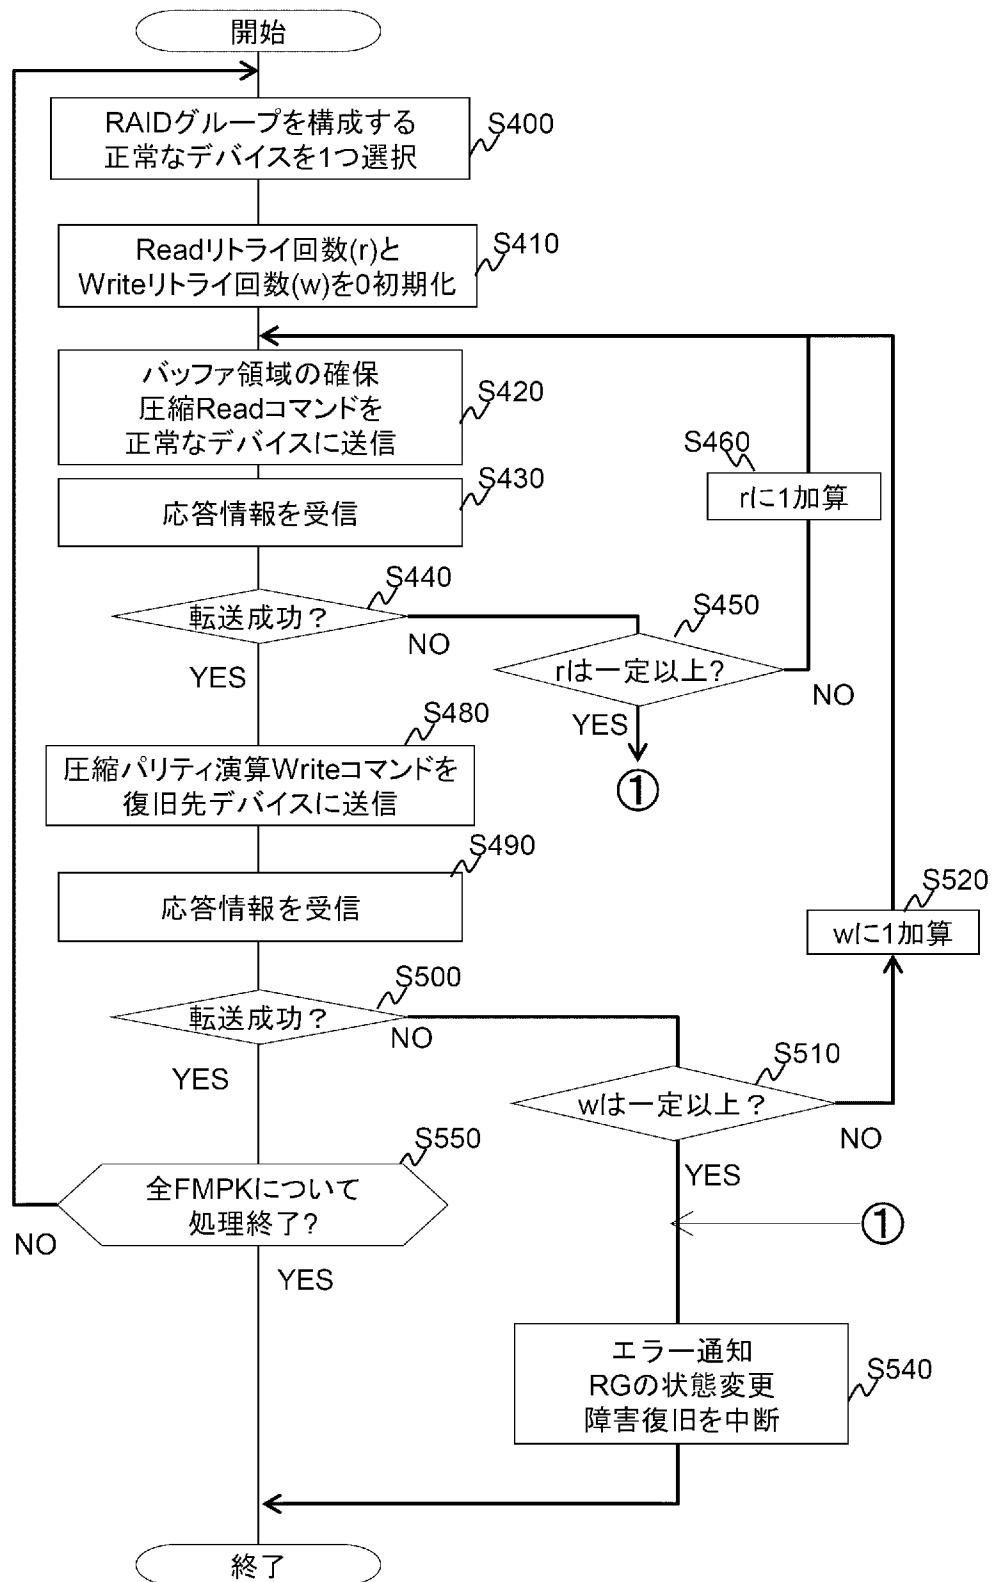 開始
RAIDグループを構成する
正常なデバイスを1つ選択
S400
Readリトライ回数(r)と
Writeリトライ回数(w)を0初期化
S410
バッファ領域の確保
圧縮Readコマンドを
正常なデバイスに送信
S420
S460
rに1加算
応答情報を受信
S430
転送成功？
S440
NO
YES
S450
rは一定以上?
NO
YES
①
圧縮パリティ演算Writeコマンドを
復旧先デバイスに送信
S480
応答情報を受信
S490
S520
wに1加算
転送成功？
S500
NO
YES
S510
wは一定以上？
NO
YES
全FMPKについて
処理終了?
S550
NO
YES
①
エラー通知
RGの状態変更
障害復旧を中断
S540
終了